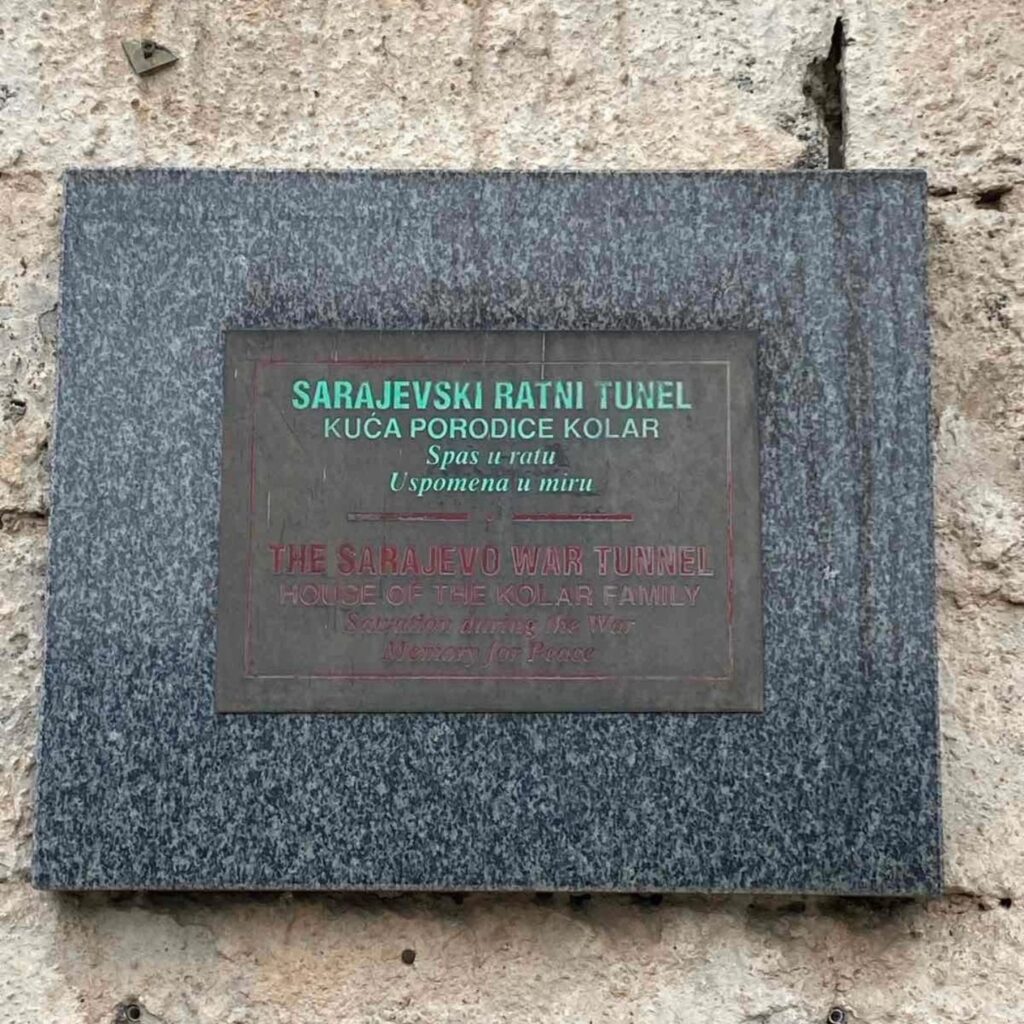 SARAJEVSKI RATNI TUNEL
KUĆA PORODICE KOLAR
Spas u ratu
Uspomena u miru
THE SARAJEVO WAR TUNNEL
HOUSE OF THE KOLAR FAMILY
Salvation during the War
Memory for Peace